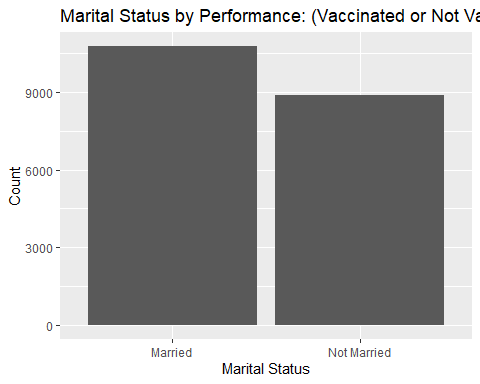 Marital Status by Performance: (Vaccinated or Not Va
Count
9000
6000
3000
0
Married Not Married
Marital Status